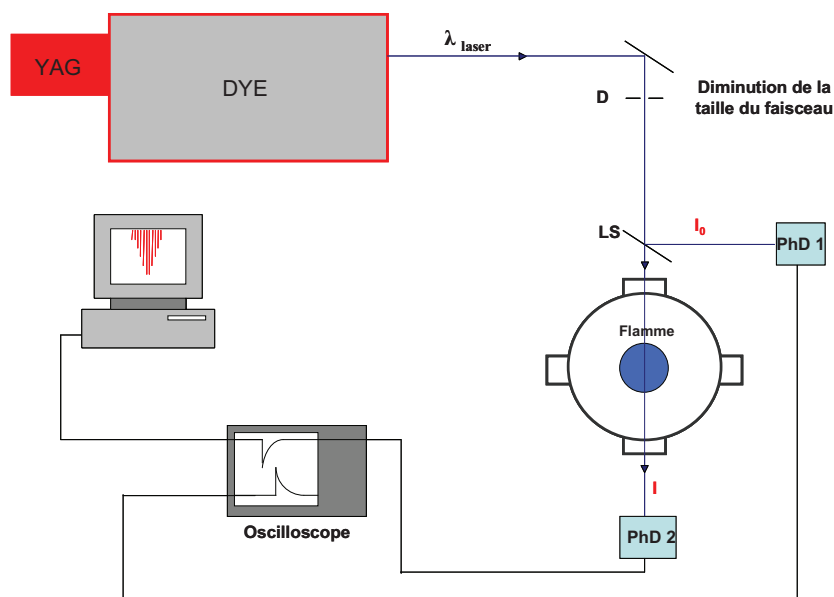 YAG
DYE
λ laser
D
Diminution de la
taille du faisceau
LS
I₀
PhD 1
Flamme
I
PhD 2
Oscilloscope